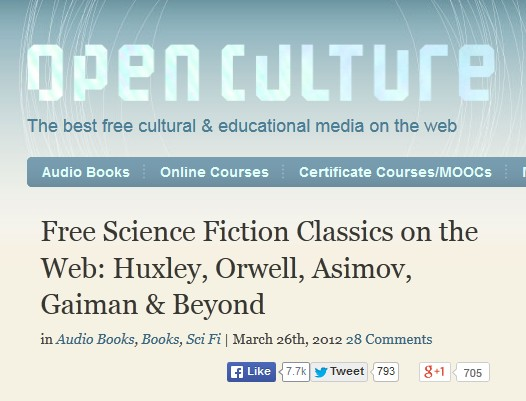 OPEN CULTURE
The best free cultural & educational media on the web
Audio Books Online Courses Certificate Courses/MOOCs
Free Science Fiction Classics on the
Web: Huxley, Orwell, Asimov,
Gaiman & Beyond
in Audio Books, Books, Sci Fi | March 26th, 2012 28 Comments
Like 7.7k Tweet 793 g+1 705